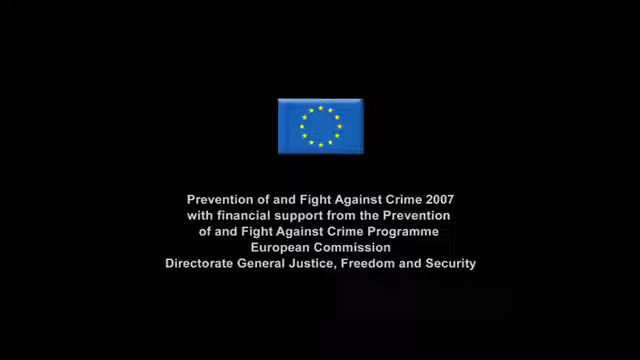 Prevention of and Fight Against Crime 2007
with financial support from the Prevention
of and Fight Against Crime Programme
European Commission
Directorate General Justice, Freedom and Security